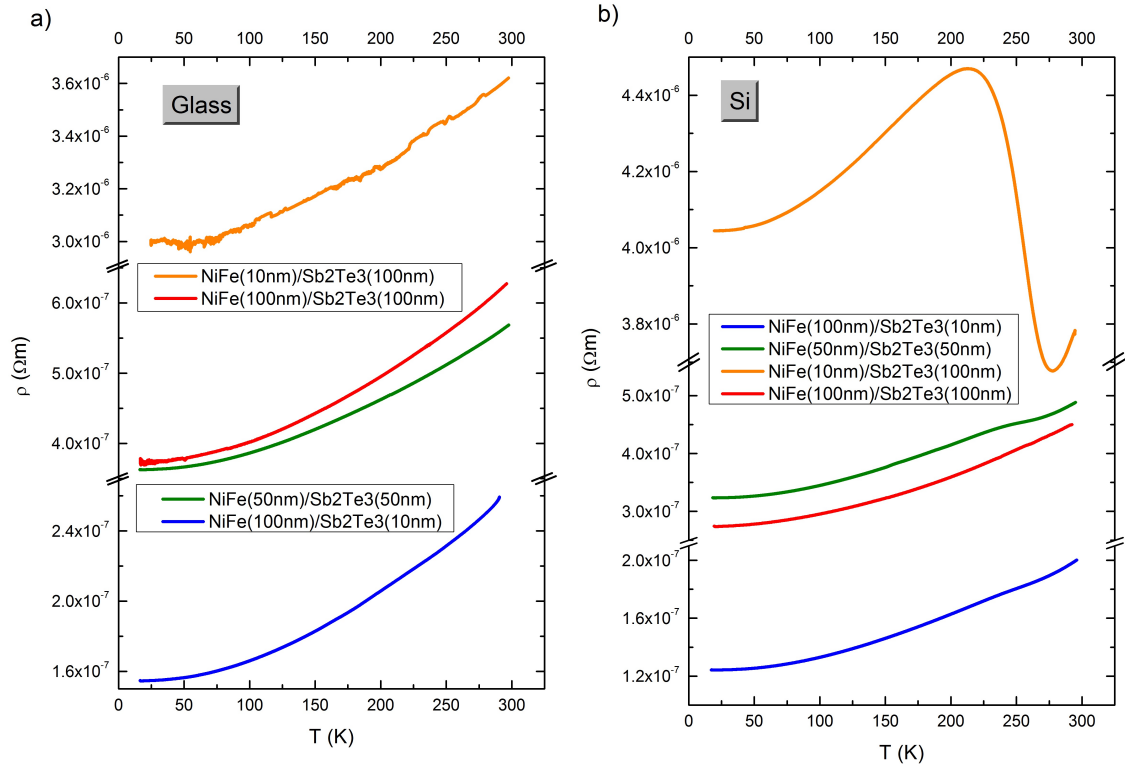 a)
0 50 100 150 200 250 300
Glass
3.6x10⁻⁶
3.4x10⁻⁶
3.2x10⁻⁶
3.0x10⁻⁶
NiFe(10nm)/Sb2Te3(100nm)
NiFe(100nm)/Sb2Te3(100nm)
6.0x10⁻⁷
5.0x10⁻⁷
4.0x10⁻⁷
ρ (Ωm)
NiFe(50nm)/Sb2Te3(50nm)
NiFe(100nm)/Sb2Te3(10nm)
2.4x10⁻⁷
2.0x10⁻⁷
1.6x10⁻⁷
0 50 100 150 200 250 300
T (K)
b)
0 50 100 150 200 250 300
Si
4.4x10⁻⁶
4.2x10⁻⁶
4.0x10⁻⁶
3.8x10⁻⁶
NiFe(100nm)/Sb2Te3(10nm)
NiFe(50nm)/Sb2Te3(50nm)
NiFe(10nm)/Sb2Te3(100nm)
NiFe(100nm)/Sb2Te3(100nm)
ρ (Ωm)
5.0x10⁻⁷
4.0x10⁻⁷
3.0x10⁻⁷
2.0x10⁻⁷
1.6x10⁻⁷
1.2x10⁻⁷
0 50 100 150 200 250 300
T (K)